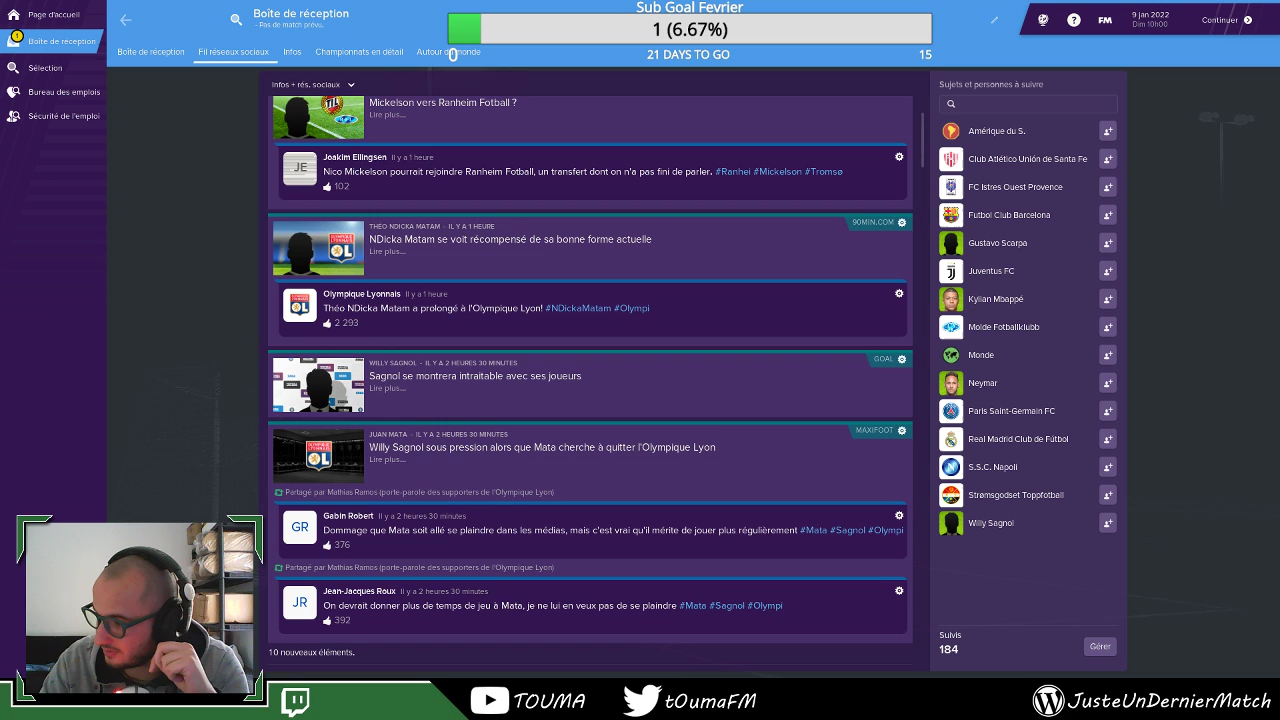 Page d'accueil
1
Boîte de réception
Sélection
Bureau des emplois
Sécurité de l'emploi
Boîte de réception
- Pas de match prévu.
Sub Goal Fevrier
1 (6.67%)
0
21 DAYS TO GO
15
FM
9 jan 2022
Dim 10h00
Continuer
Boîte de réception
Fil réseaux sociaux
Infos
Championnats en détail
Autour du monde
Infos + rés. sociaux
Mickelson vers Ranheim Fotball ?
Lire plus...
JE
Joakim Ellingsen Il y a 1 heure
Nico Mickelson pourrait rejoindre Ranheim Fotball, un transfert dont on n'a pas fini de parler. #Ranhei #Mickelson #Tromsø
102
THÉO NDICKA MATAM - IL Y A 1 HEURE
90MIN.COM
NDicka Matam se voit récompensé de sa bonne forme actuelle
Lire plus...
Olympique Lyonnais Il y a 1 heure
Théo NDicka Matam a prolongé à l'Olympique Lyonnais! #NDickaMatam #Olympi
2 293
WILLY SAGNOL - IL Y A 2 HEURES 30 MINUTES
GOAL
Sagnol se montrera intraitable avec ses joueurs
Lire plus...
JUAN MATA - IL Y A 2 HEURES 30 MINUTES
MAXIFOOT
Willy Sagnol sous pression alors que Mata cherche à quitter l'Olympique Lyon
Lire plus...
Partagé par Mathias Ramos (porte-parole des supporters de l'Olympique Lyon)
GR
Gabin Robert Il y a 2 heures 30 minutes
Dommage que Mata soit allé se plaindre dans les médias, mais c'est vrai qu'il mérite de jouer plus régulièrement #Mata #Sagnol #Olympi
376
Partagé par Mathias Ramos (porte-parole des supporters de l'Olympique Lyon)
JR
Jean-Jacques Roux Il y a 2 heures 30 minutes
On devrait donner plus de temps de jeu à Mata, je ne lui en veux pas de se plaindre #Mata #Sagnol #Olympi
392
10 nouveaux éléments.
Sujets et personnes à suivre
Amérique du S.
Club Atlético Unión de Santa Fe
FC Istres Ouest Provence
Futbol Club Barcelona
Gustavo Scarpa
Juventus FC
Kylian Mbappé
Molde Fotballklubb
Monde
Neymar
Paris Saint-Germain FC
Real Madrid Club de Fútbol
S.S.C. Napoli
Strømsgodset Toppfotball
Willy Sagnol
Suivis
184
Gérer
TOUMA
tOumaFM
JusteUnDernierMatch